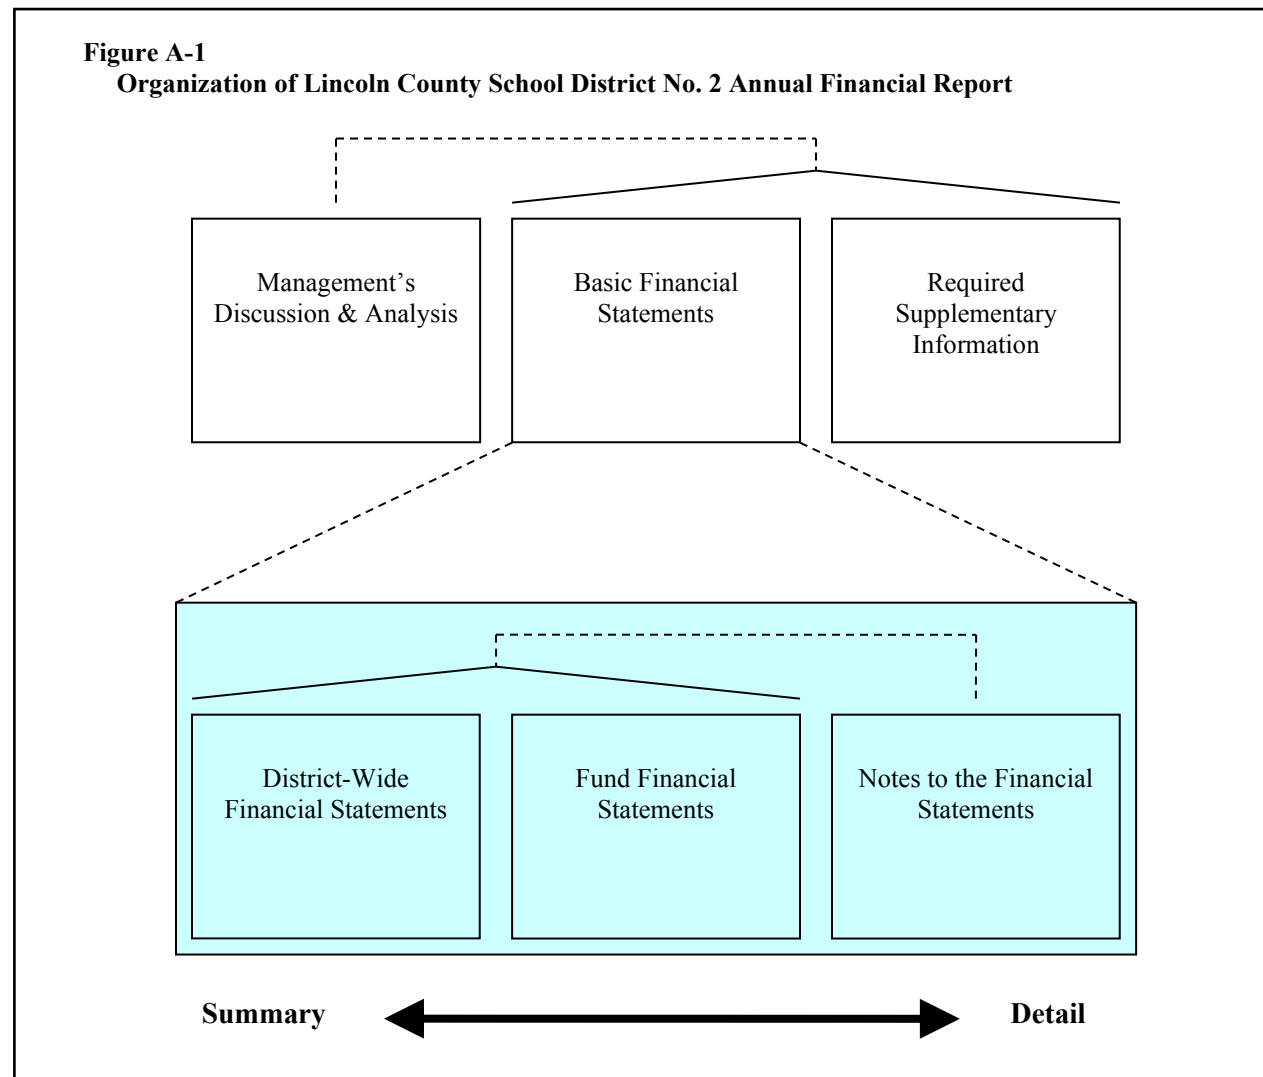 Figure A-1
Organization of Lincoln County School District No. 2 Annual Financial Report
Management’s
Discussion & Analysis
Basic Financial
Statements
Required
Supplementary
Information
District-Wide
Financial Statements
Fund Financial
Statements
Notes to the Financial
Statements
Summary
Detail